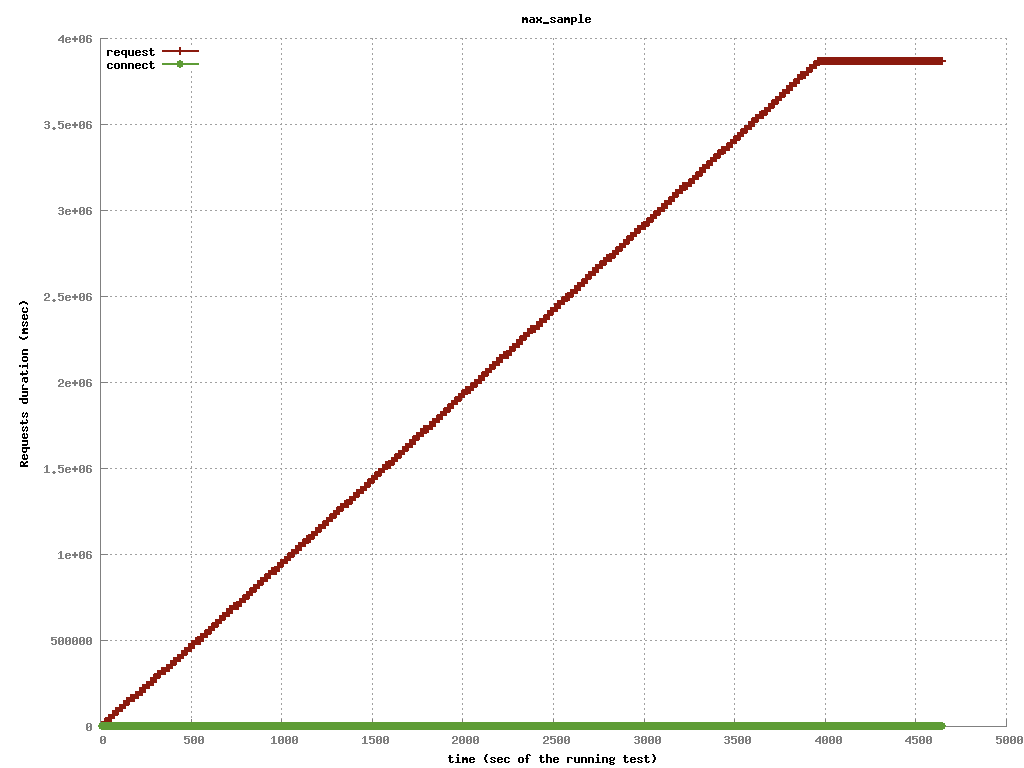 max_sample
request
connect
4e+06
3.5e+06
3e+06
2.5e+06
2e+06
1.5e+06
1e+06
500000
0
Requests duration (msec)
0 500 1000 1500 2000 2500 3000 3500 4000 4500 5000
time (sec of the running test)